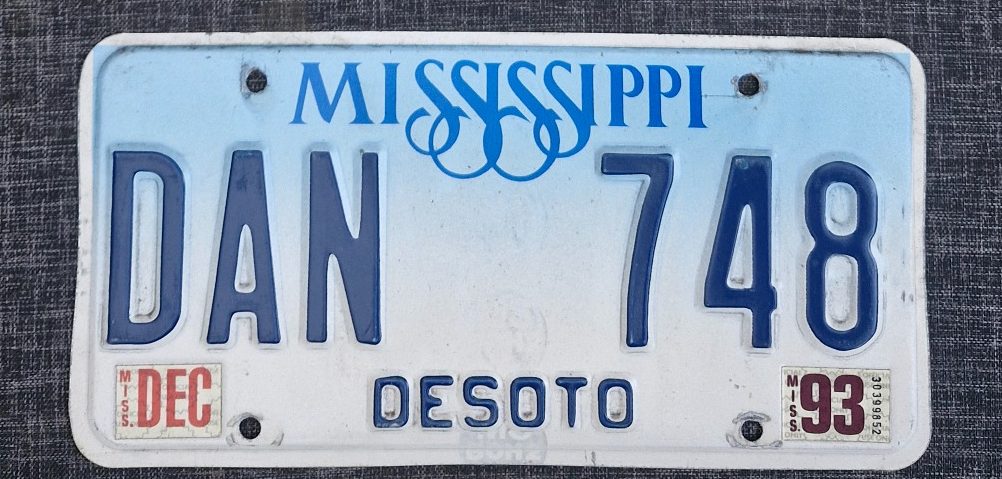 MISSISSIPPI
DAN 748
MISS. DEC
DESOTO
MISS. 93 30399852